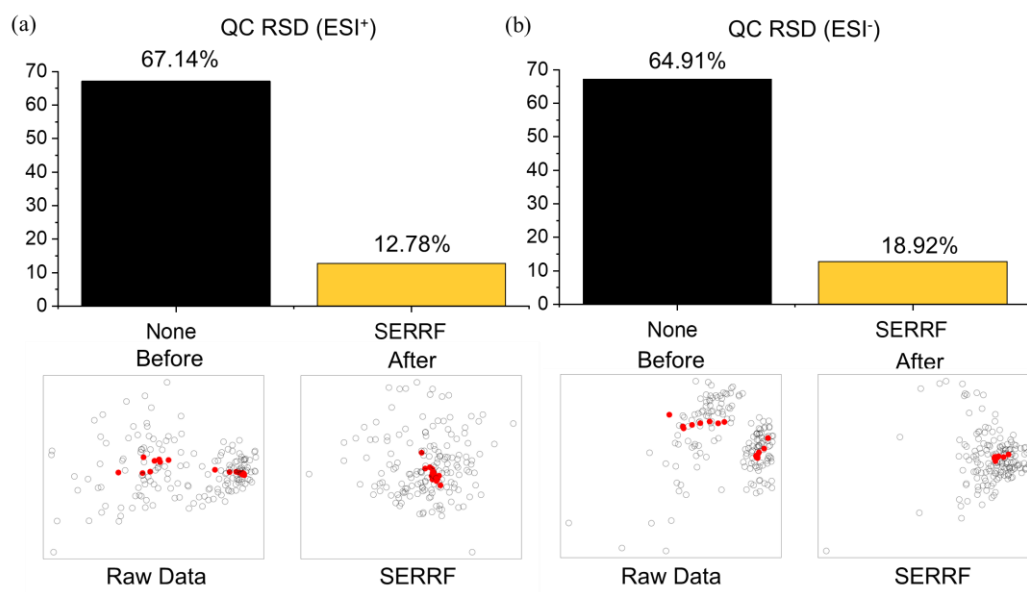 (a)
QC RSD (ESI⁺)
67.14%
70
60
50
40
30
20
10
0
12.78%
None
SERRF
Before
After
Raw Data
SERRF
(b)
QC RSD (ESI⁻)
64.91%
70
60
50
40
30
20
10
0
18.92%
None
SERRF
Before
After
Raw Data
SERRF